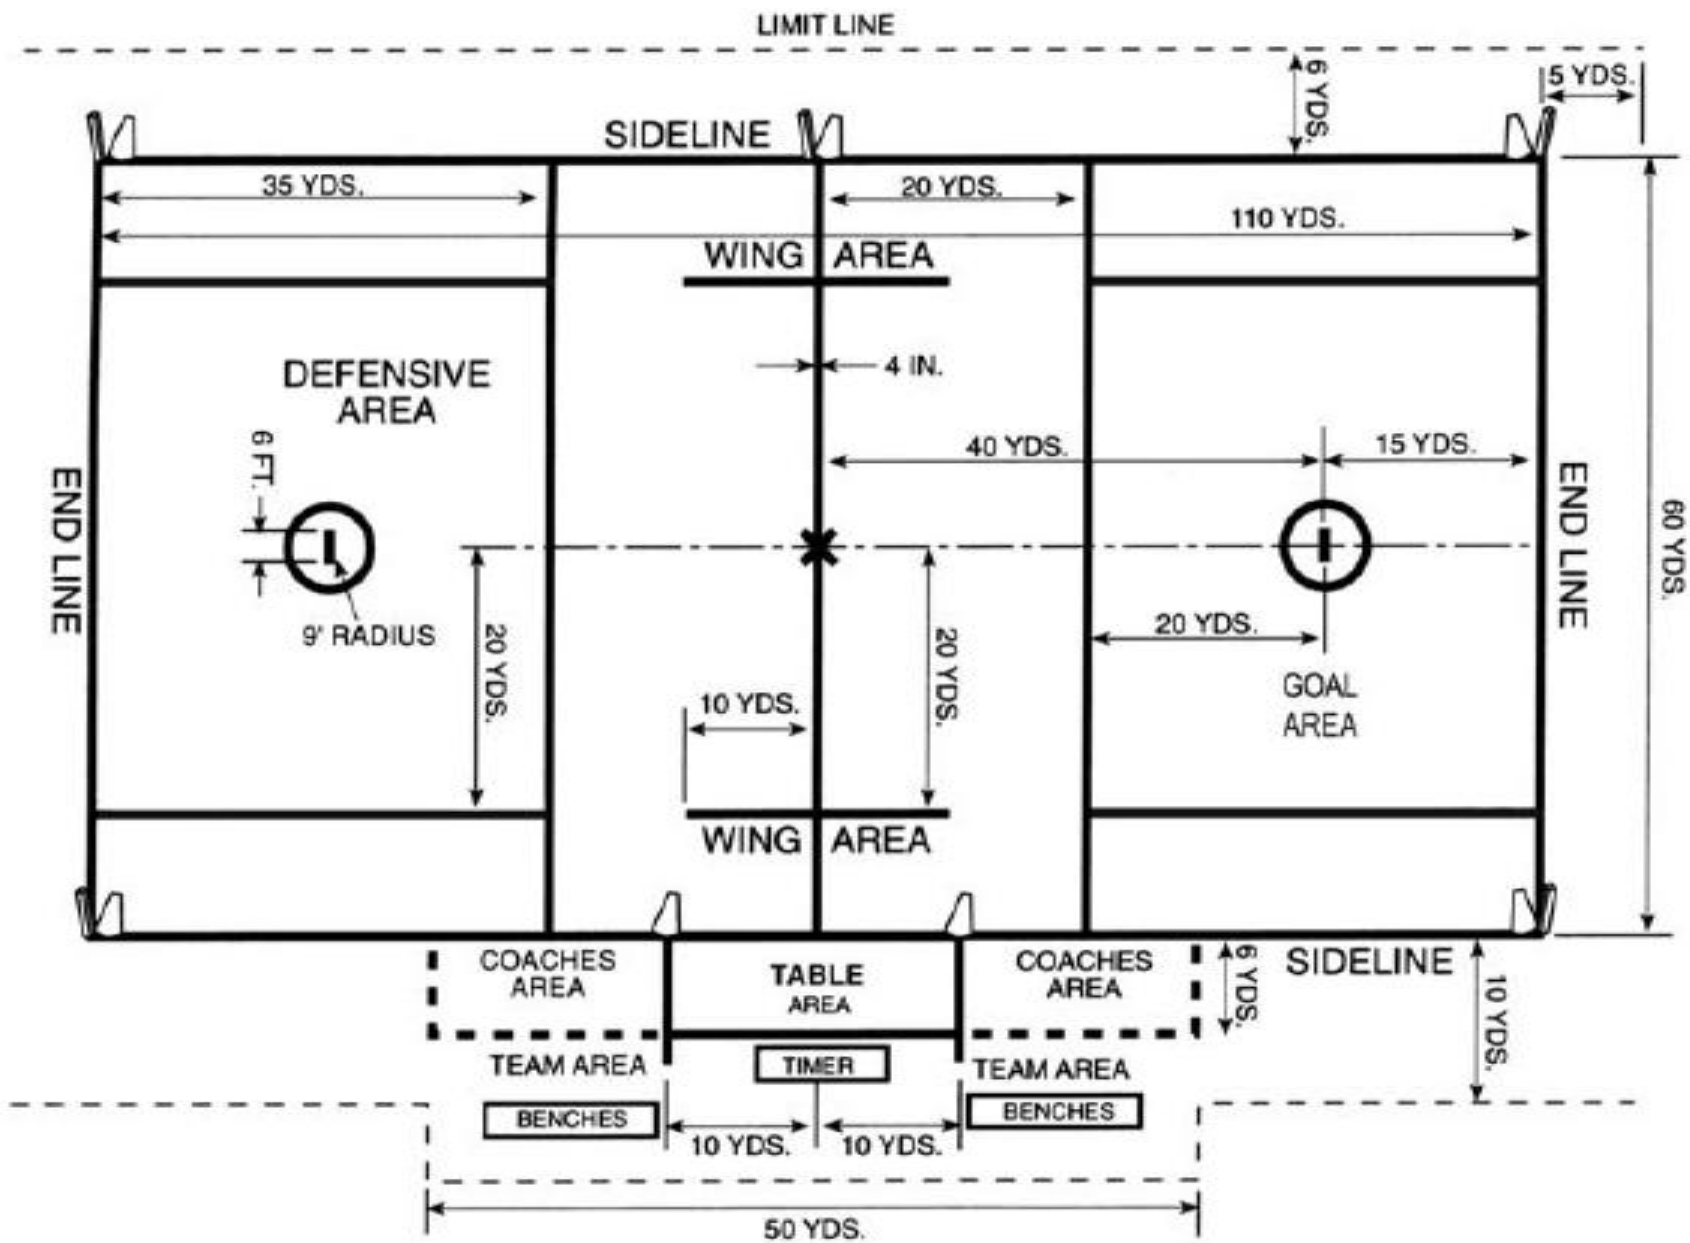 LIMIT LINE
6 YDS.
5 YDS.
SIDELINE
35 YDS.
20 YDS.
110 YDS.
WING AREA
DEFENSIVE
AREA
4 IN.
6 FT.
40 YDS.
15 YDS.
END LINE
END LINE
60 YDS.
9' RADIUS
20 YDS.
20 YDS.
20 YDS.
GOAL
AREA
10 YDS.
WING AREA
COACHES
AREA
TABLE
AREA
COACHES
AREA
6 YDS.
SIDELINE
10 YDS.
TEAM AREA
TIMER
TEAM AREA
BENCHES
BENCHES
10 YDS.
10 YDS.
50 YDS.